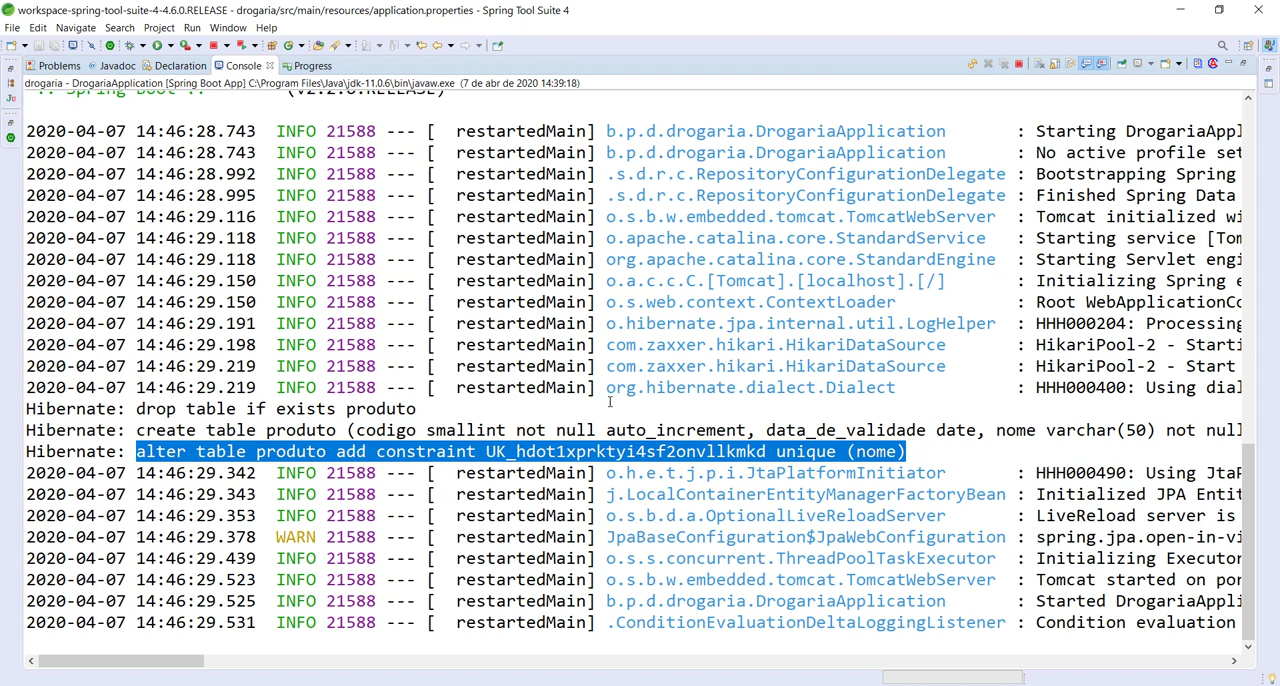 workspace-spring-tool-suite-4-4.6.0.RELEASE - drogaria/src/main/resources/application.properties - Spring Tool Suite 4
File Edit Navigate Search Project Run Window Help
Problems Javadoc Declaration Console Progress
drogaria - DrogariaApplication [Spring Boot App] C:\Program Files\Java\jdk-11.0.6\bin\javaw.exe (7 de abr de 2020 14:39:18)
:: Spring Boot :: (v2.2.6.RELEASE)
2020-04-07 14:46:28.743 INFO 21588 --- [ restartedMain] b.p.d.drogaria.DrogariaApplication : Starting DrogariaAppl
2020-04-07 14:46:28.743 INFO 21588 --- [ restartedMain] b.p.d.drogaria.DrogariaApplication : No active profile set
2020-04-07 14:46:28.992 INFO 21588 --- [ restartedMain] .s.d.r.c.RepositoryConfigurationDelegate : Bootstrapping Spring
2020-04-07 14:46:28.995 INFO 21588 --- [ restartedMain] .s.d.r.c.RepositoryConfigurationDelegate : Finished Spring Data
2020-04-07 14:46:29.116 INFO 21588 --- [ restartedMain] o.s.b.w.embedded.tomcat.TomcatWebServer : Tomcat initialized wi
2020-04-07 14:46:29.118 INFO 21588 --- [ restartedMain] o.apache.catalina.core.StandardService : Starting service [Tom
2020-04-07 14:46:29.118 INFO 21588 --- [ restartedMain] org.apache.catalina.core.StandardEngine : Starting Servlet engi
2020-04-07 14:46:29.150 INFO 21588 --- [ restartedMain] o.a.c.c.C.[Tomcat].[localhost].[/] : Initializing Spring e
2020-04-07 14:46:29.150 INFO 21588 --- [ restartedMain] o.s.web.context.ContextLoader : Root WebApplicationCo
2020-04-07 14:46:29.191 INFO 21588 --- [ restartedMain] o.hibernate.jpa.internal.util.LogHelper : HHH000204: Processing
2020-04-07 14:46:29.198 INFO 21588 --- [ restartedMain] com.zaxxer.hikari.HikariDataSource : HikariPool-2 - Starti
2020-04-07 14:46:29.219 INFO 21588 --- [ restartedMain] com.zaxxer.hikari.HikariDataSource : HikariPool-2 - Start
2020-04-07 14:46:29.219 INFO 21588 --- [ restartedMain] org.hibernate.dialect.Dialect : HHH000400: Using dial
Hibernate: drop table if exists produto
Hibernate: create table produto (codigo smallint not null auto_increment, data_de_validade date, nome varchar(50) not null
Hibernate: alter table produto add constraint UK_hdot1xprktyi4sf2onvllkmkd unique (nome)
2020-04-07 14:46:29.342 INFO 21588 --- [ restartedMain] o.h.e.t.j.p.i.JtaPlatformInitiator : HHH000490: Using JtaP
2020-04-07 14:46:29.343 INFO 21588 --- [ restartedMain] j.LocalContainerEntityManagerFactoryBean : Initialized JPA Entit
2020-04-07 14:46:29.353 INFO 21588 --- [ restartedMain] o.s.b.d.a.OptionalLiveReloadServer : LiveReload server is
2020-04-07 14:46:29.378 WARN 21588 --- [ restartedMain] JpaBaseConfiguration$JpaWebConfiguration : spring.jpa.open-in-vi
2020-04-07 14:46:29.439 INFO 21588 --- [ restartedMain] o.s.s.concurrent.ThreadPoolTaskExecutor : Initializing Executor
2020-04-07 14:46:29.523 INFO 21588 --- [ restartedMain] o.s.b.w.embedded.tomcat.TomcatWebServer : Tomcat started on por
2020-04-07 14:46:29.525 INFO 21588 --- [ restartedMain] b.p.d.drogaria.DrogariaApplication : Started DrogariaAppli
2020-04-07 14:46:29.531 INFO 21588 --- [ restartedMain] .ConditionEvaluationDeltaLoggingListener : Condition evaluation